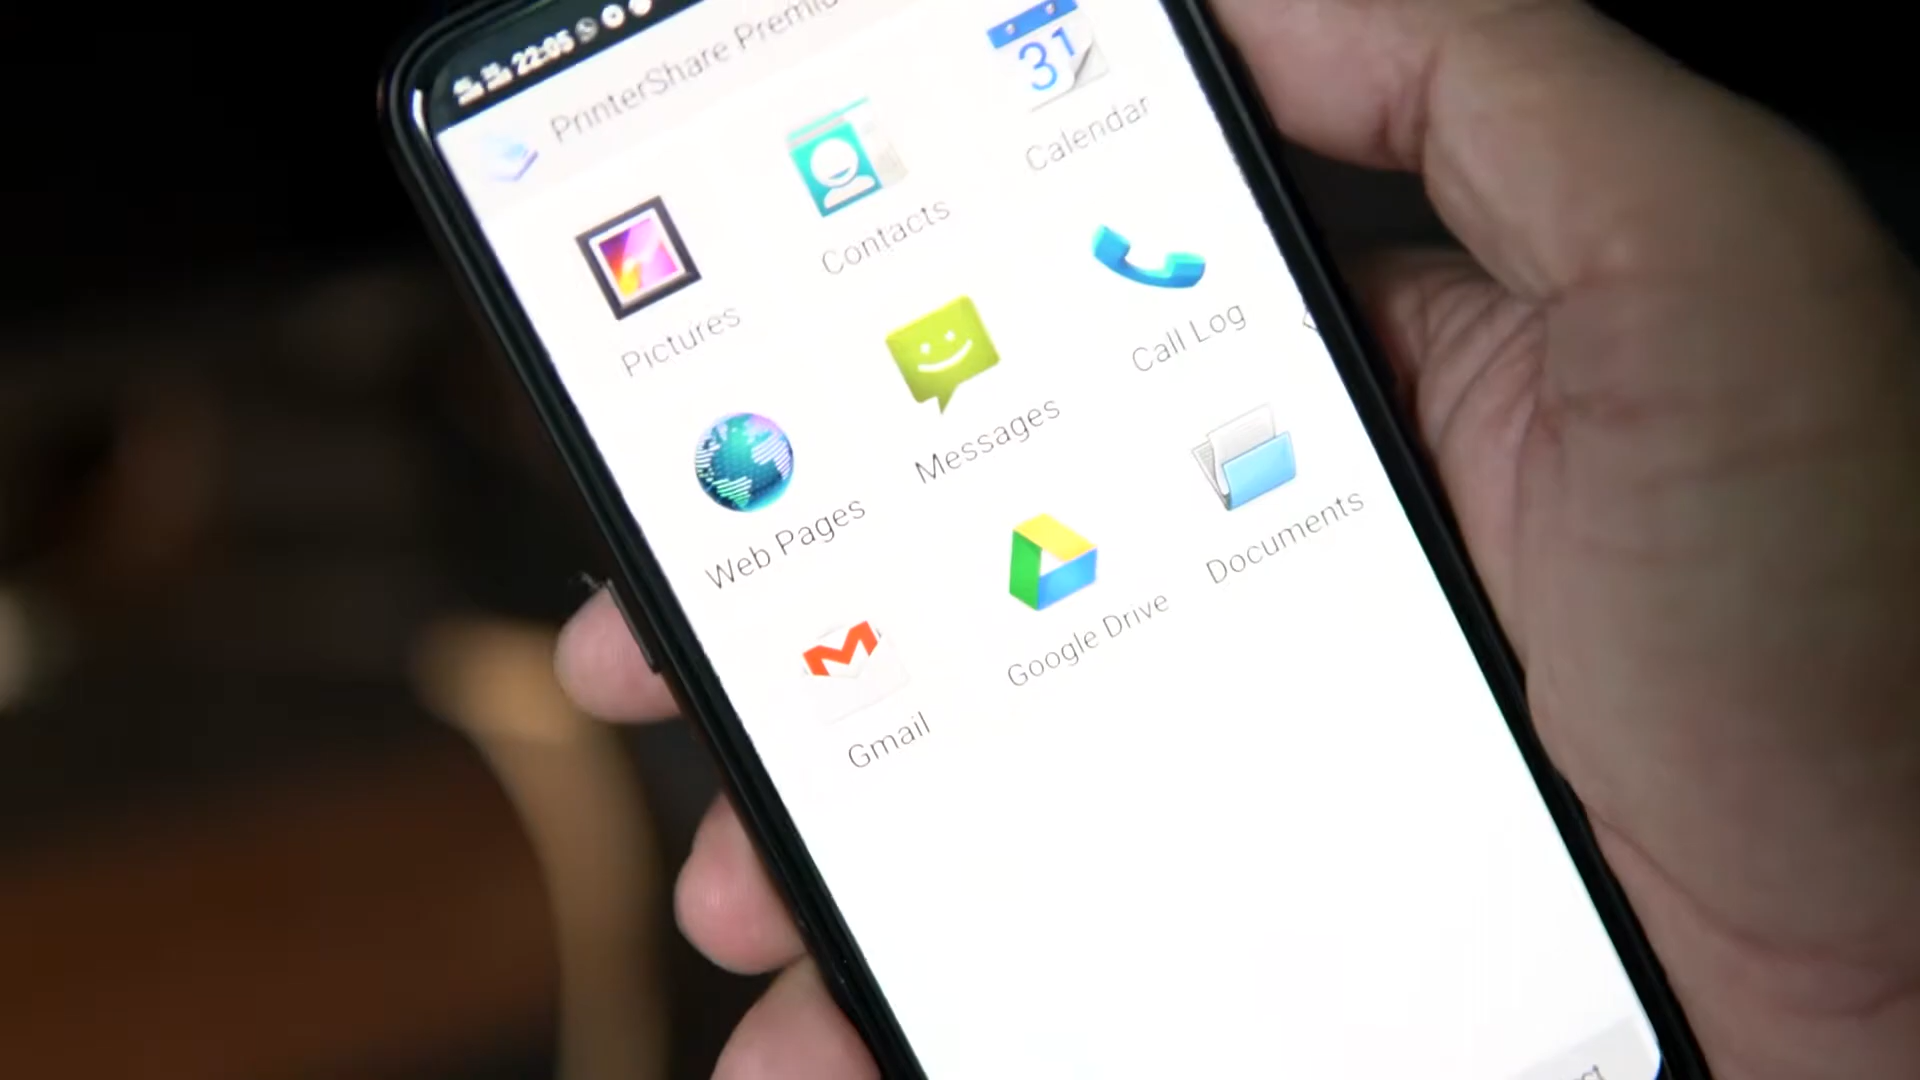 22:05
PrinterShare
31
Pictures
Contacts
Calendar
Web Pages
Messages
Call Log
Gmail
Google Drive
Documents